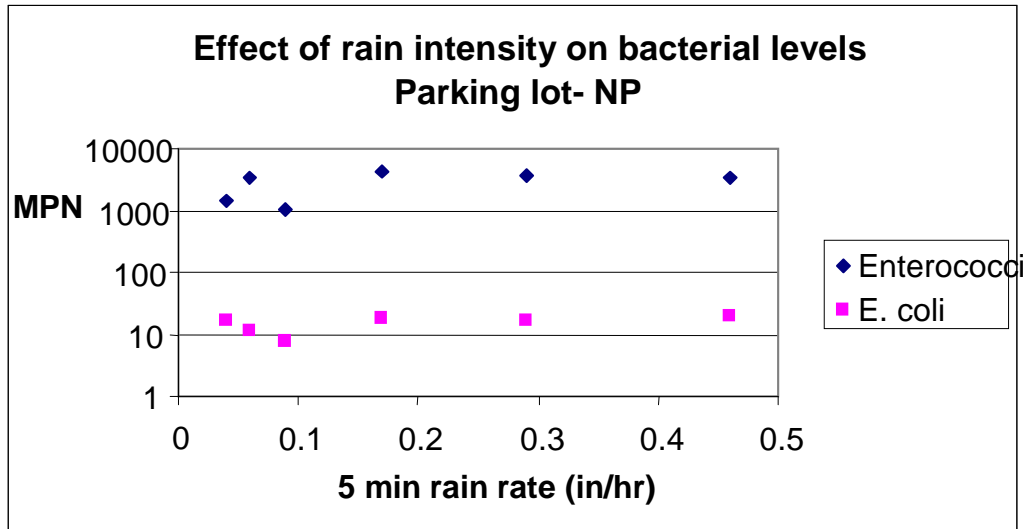 Effect of rain intensity on bacterial levels
Parking lot- NP
10000
1000
100
10
1
MPN
0 0.1 0.2 0.3 0.4 0.5
5 min rain rate (in/hr)
Enterococci
E. coli